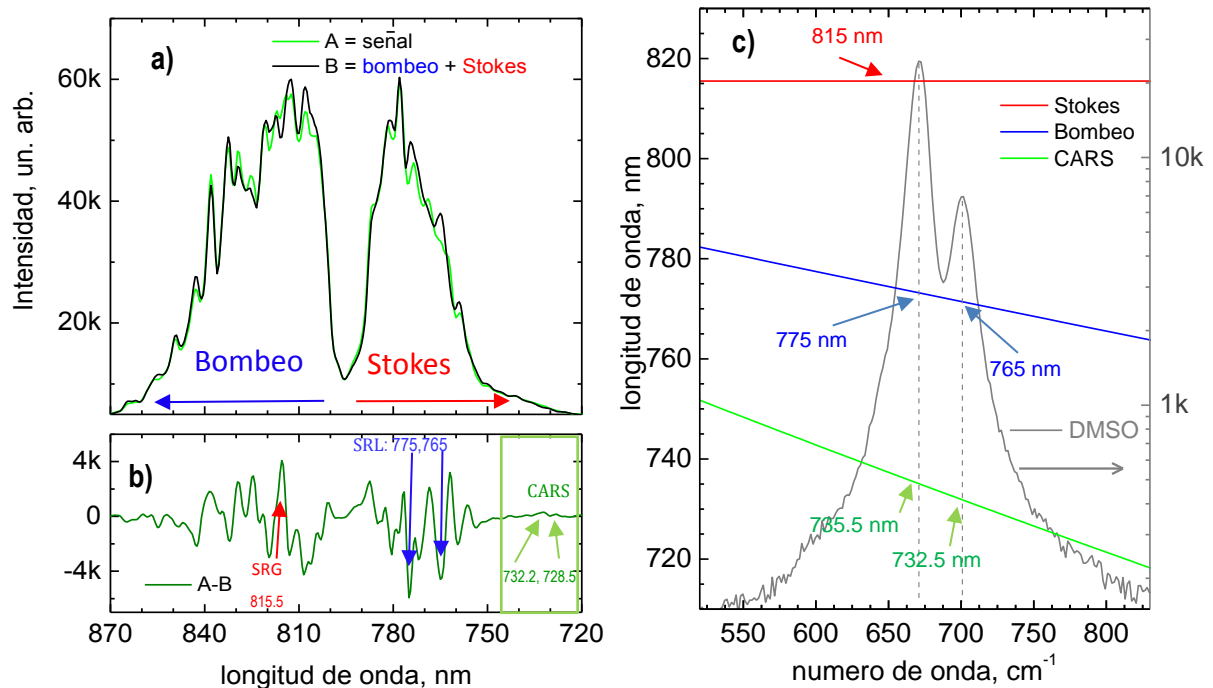 a)
A = señal
B = bombeo + Stokes
Intensidad, un. arb.
60k
40k
20k
Bombeo
Stokes
b)
4k
0
-4k
SRL: 775,765
CARS
SRG
815.5
732.2, 728.5
A-B
870
840
810
780
750
720
longitud de onda, nm
c)
815 nm
Stokes
Bombeo
CARS
longitud de onda, nm
820
800
780
760
740
720
10k
1k
775 nm
765 nm
DMSO
735.5 nm
732.5 nm
550
600
650
700
750
800
numero de onda, cm-1